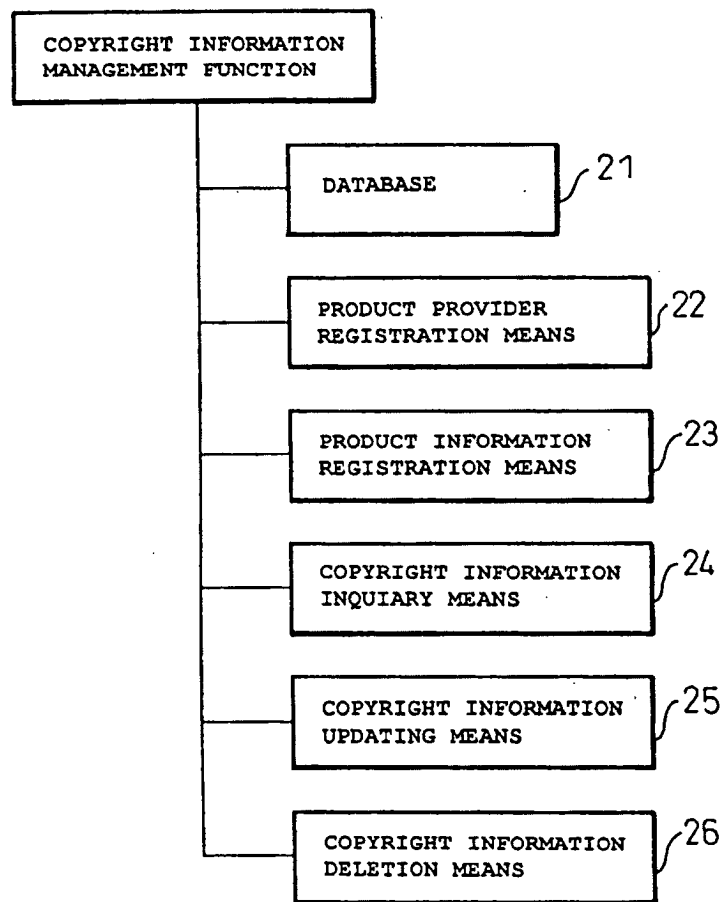 COPYRIGHT INFORMATION
MANAGEMENT FUNCTION
DATABASE
21
PRODUCT PROVIDER
REGISTRATION MEANS
22
PRODUCT INFORMATION
REGISTRATION MEANS
23
COPYRIGHT INFORMATION
INQUIARY MEANS
24
COPYRIGHT INFORMATION
UPDATING MEANS
25
COPYRIGHT INFORMATION
DELETION MEANS
26